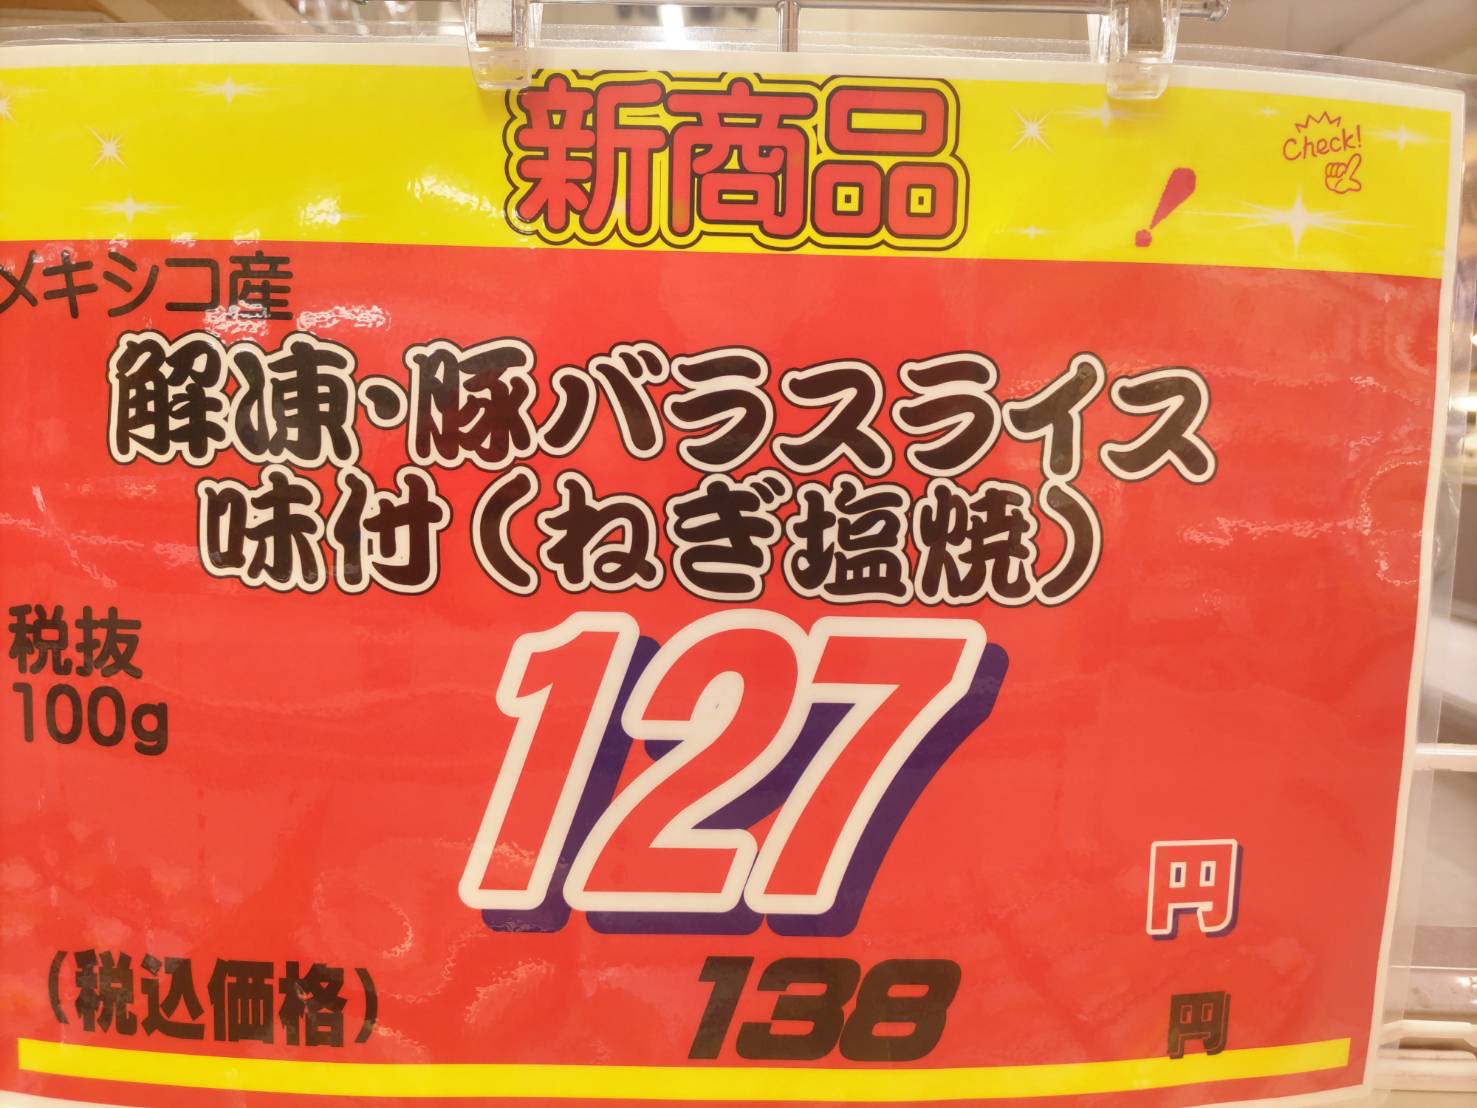 新商品
!
Check!
メキシコ産
解凍・豚バラスライス
味付(ねぎ塩焼)
税抜
100g
127
円
(税込価格)
138
円